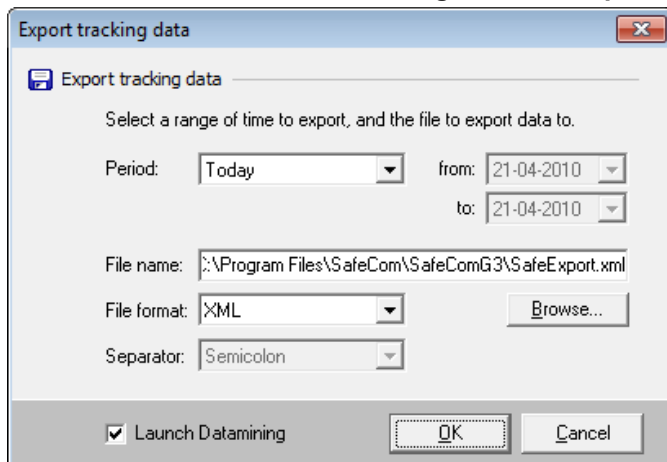 Export tracking data
Export tracking data
Select a range of time to export, and the file to export data to.
Period: Today from: 21-04-2010
to: 21-04-2010
File name: :\Program Files\SafeCom\SafeComG3\SafeExport.xml
File format: XML Browse...
Separator: Semicolon
Launch Datamining OK Cancel